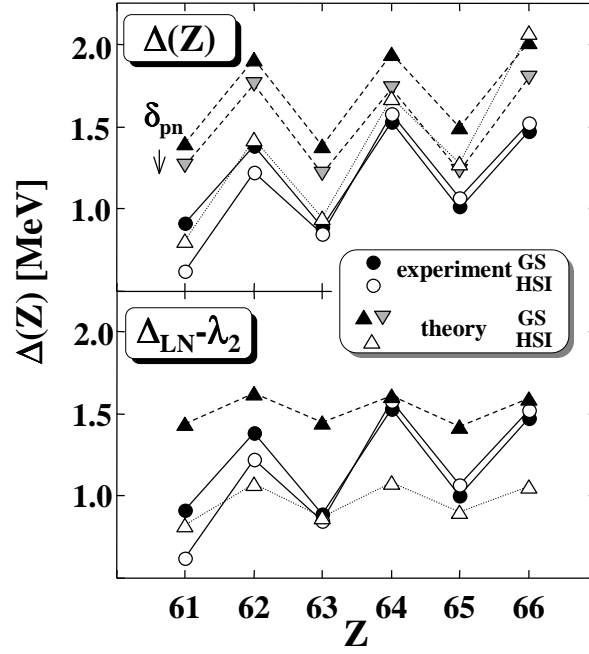 Δ(Z)
2.0
δpn
1.5
1.0
Δ(Z) [MeV]
experiment GS
HSI
theory GS
HSI
ΔLN-λ2
2.0
1.5
1.0
61 62 63 64 65 66
Z